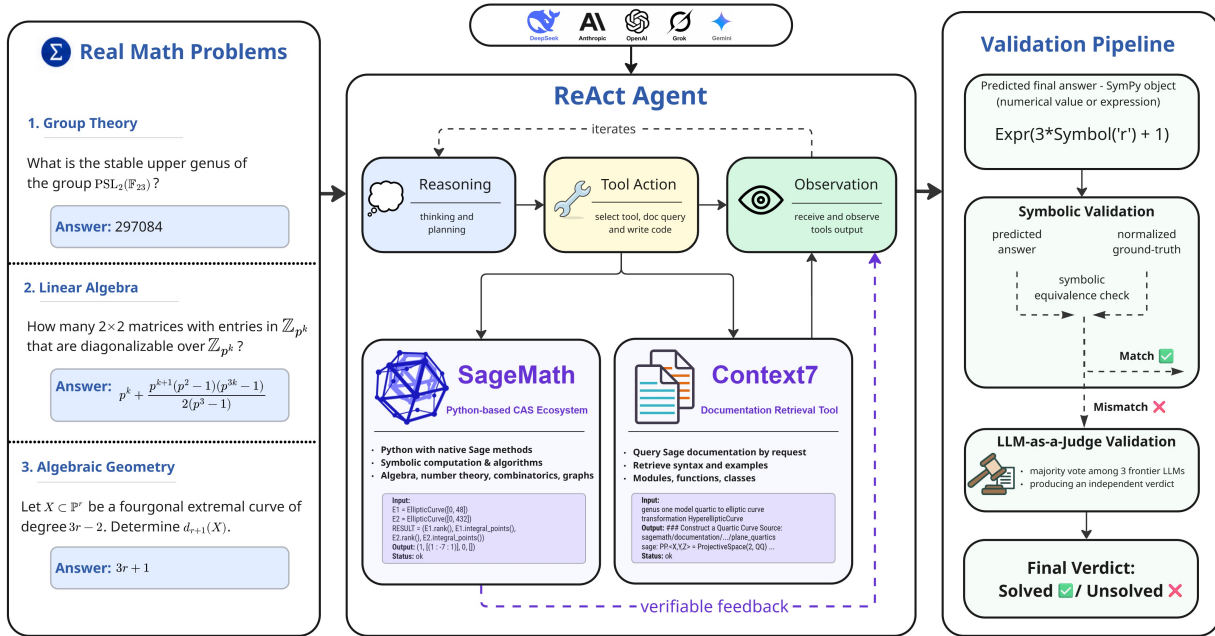 DeepSeek
Anthropic
OpenAI
Grok
Gemini
Σ Real Math Problems
1. Group Theory
What is the stable upper genus of
the group PSL₂(𝔽₂₃) ?
Answer: 297084
2. Linear Algebra
How many 2×2 matrices with entries in ℤ_{p^k}
that are diagonalizable over ℤ_{p^k} ?
Answer: p^k + \frac{p^{k+1}(p^2-1)(p^{3k}-1)}{2(p^3-1)}
3. Algebraic Geometry
Let X ⊂ ℙ^r be a fourgonal extremal curve of
degree 3r − 2. Determine d_{r+1}(X).
Answer: 3r + 1
ReAct Agent
iterates
Reasoning
thinking and
planning
Tool Action
select tool, doc query
and write code
Observation
receive and observe
tools output
SageMath
Python-based CAS Ecosystem
· Python with native Sage methods
· Symbolic computation & algorithms
· Algebra, number theory, combinatorics, graphs
Input:
E1 = EllipticCurve([0, 48])
E2 = EllipticCurve([0, 432])
RESULT = (E1.rank(), E1.integral_points(),
E2.rank(), E2.integral_points())
Output: (1, [(1 : -7 : 1)], 0, [])
Status: ok
Context7
Documentation Retrieval Tool
· Query Sage documentation by request
· Retrieve syntax and examples
· Modules, functions, classes
Input:
genus one model quartic to elliptic curve
transformation HyperellipticCurve
Output: ### Construct a Quartic Curve Source:
sagemath/documentation/.../plane_quartics
sage: PP.<X,Y,Z> = ProjectiveSpace(2, QQ) ...
Status: ok
verifiable feedback
Validation Pipeline
Predicted final answer - SymPy object
(numerical value or expression)
Expr(3*Symbol('r') + 1)
Symbolic Validation
predicted
answer
normalized
ground-truth
symbolic
equivalence check
Match ✅
Mismatch ❌
LLM-as-a-Judge Validation
· majority vote among 3 frontier LLMs
· producing an independent verdict
Final Verdict:
Solved ✅/ Unsolved ❌